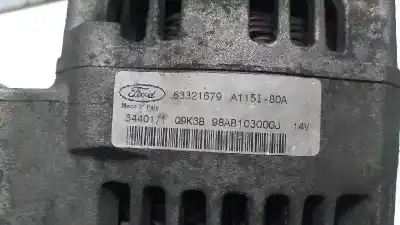 Ford 63321679 A115I-80A
Made in Italy
34401/T Q9K3B 98AB10300GJ 14V